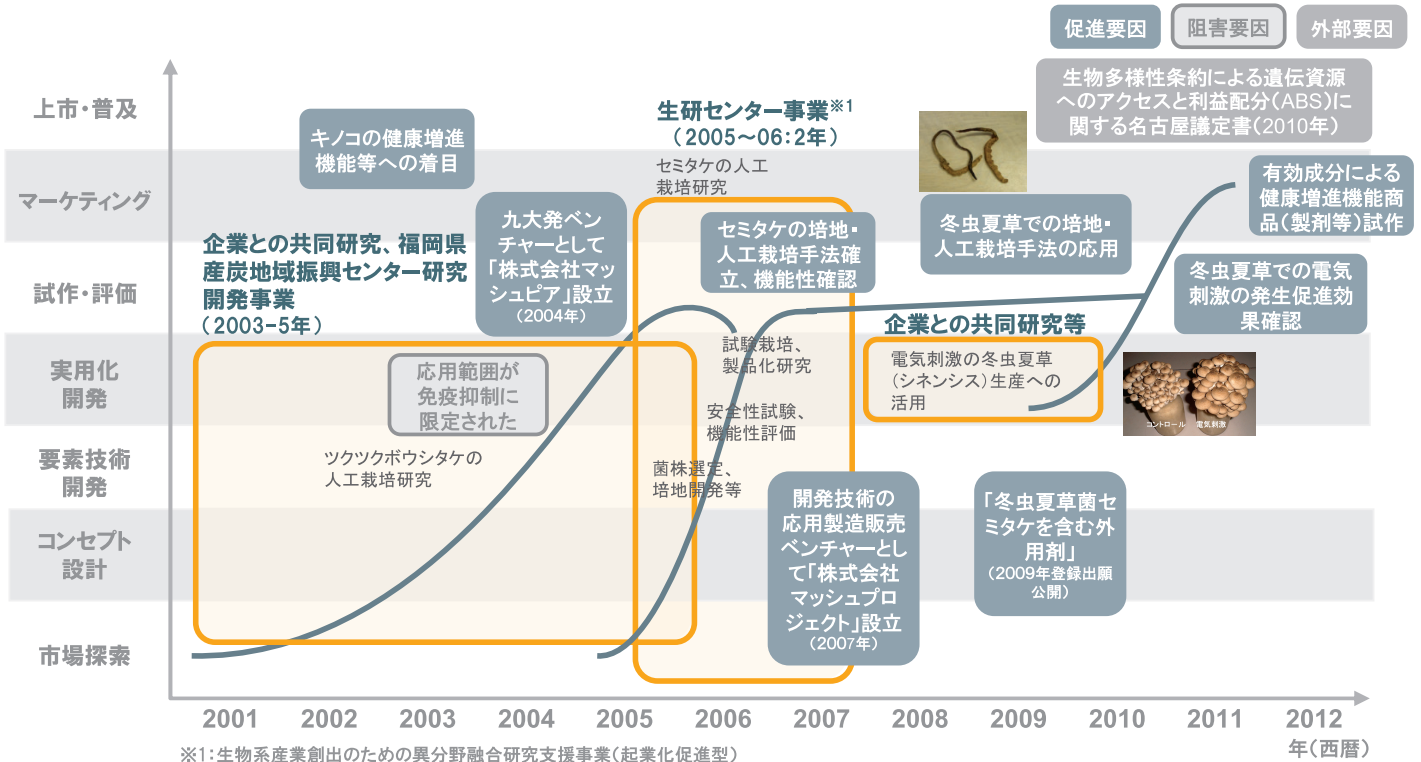 促進要因
阻害要因
外部要因
生物多様性条約による遺伝資源
へのアクセスと利益配分(ABS)に
関する名古屋議定書(2010年)
上市・普及
マーケティング
試作・評価
実用化
開発
要素技術
開発
コンセプト
設計
市場探索
キノコの健康増進
機能等への着目
企業との共同研究、福岡県
産炭地域振興センター研究
開発事業
(2003-5年)
九大発ベン
チャーとして
「株式会社マッ
シュピア」設立
(2004年)
応用範囲が
免疫抑制に
限定された
ツクツクボウシタケの
人工栽培研究
生研センター事業※1
(2005～06:2年)
セミタケの人工
栽培研究
セミタケの培地・
人工栽培手法確
立、機能性確認
試験栽培、
製品化研究
安全性試験、
機能性評価
菌株選定、
培地開発等
開発技術の
応用製造販売
ベンチャーとし
て「株式会社
マッシュプロ
ジェクト」設立
(2007年)
冬虫夏草での培地・
人工栽培手法の応用
企業との共同研究等
電気刺激の冬虫夏草
(シネンシス)生産への
活用
「冬虫夏草菌セ
ミタケを含む外
用剤」
(2009年登録出願
公開)
有効成分による
健康増進機能商
品(製剤等)試作
冬虫夏草での電気
刺激の発生促進効
果確認
コントロール 電気刺激
2001 2002 2003 2004 2005 2006 2007 2008 2009 2010 2011 2012
年(西暦)
※1:生物系産業創出のための異分野融合研究支援事業(起業化促進型)